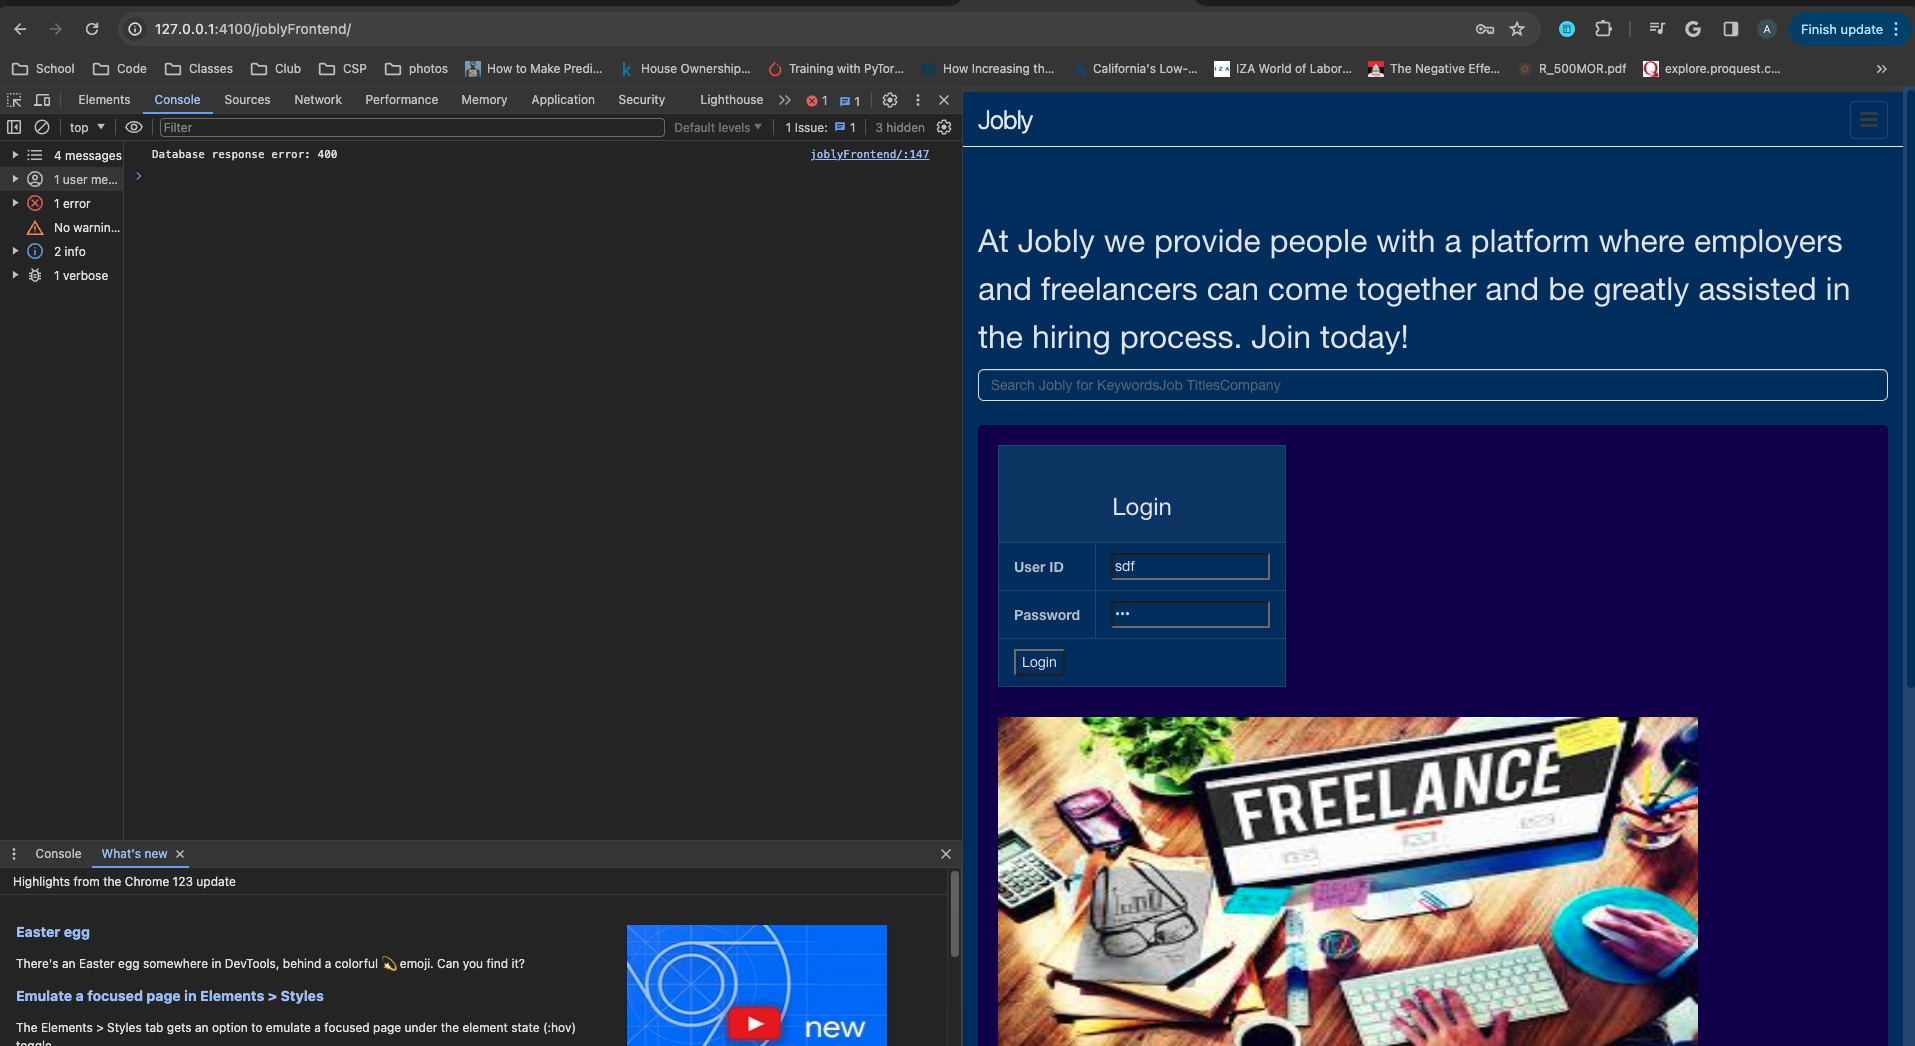 127.0.0.1:4100/joblyFrontend/
A
Finish update
School
Code
Classes
Club
CSP
photos
How to Make Predi...
House Ownership...
Training with PyTor...
How Increasing th...
California's Low-...
IZA World of Labor...
The Negative Effe...
R_500MOR.pdf
explore.proquest.c...
Elements
Console
Sources
Network
Performance
Memory
Application
Security
Lighthouse
1
1
top
Filter
Default levels
1 Issue:
1
3 hidden
4 messages
1 user me...
1 error
No warnin...
2 info
1 verbose
Database response error: 400
joblyFrontend/:147
Console
What's new
Highlights from the Chrome 123 update
Easter egg
There's an Easter egg somewhere in DevTools, behind a colorful 💫 emoji. Can you find it?
Emulate a focused page in Elements > Styles
The Elements > Styles tab gets an option to emulate a focused page under the element state (:hov)
toggle
new
Jobly
At Jobly we provide people with a platform where employers
and freelancers can come together and be greatly assisted in
the hiring process. Join today!
Search Jobly for KeywordsJob TitlesCompany
Login
User ID
sdf
Password
•••
Login
FREELANCE